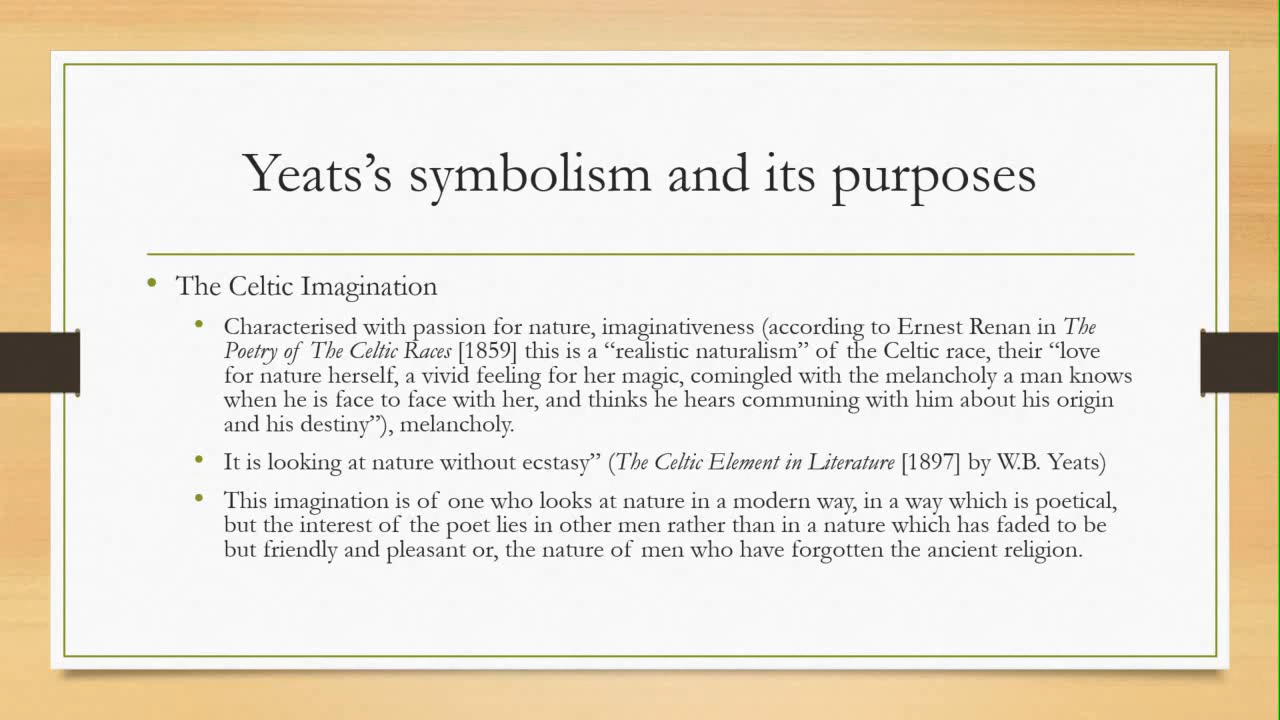 Yeats’s symbolism and its purposes
• The Celtic Imagination
• Characterised with passion for nature, imaginativeness (according to Ernest Renan in The
Poetry of The Celtic Races [1859] this is a “realistic naturalism” of the Celtic race, their “love
for nature herself, a vivid feeling for her magic, comingled with the melancholy a man knows
when he is face to face with her, and thinks he hears communing with him about his origin
and his destiny”), melancholy.
• It is looking at nature without ecstasy” (The Celtic Element in Literature [1897] by W.B. Yeats)
• This imagination is of one who looks at nature in a modern way, in a way which is poetical,
but the interest of the poet lies in other men rather than in a nature which has faded to be
but friendly and pleasant or, the nature of men who have forgotten the ancient religion.